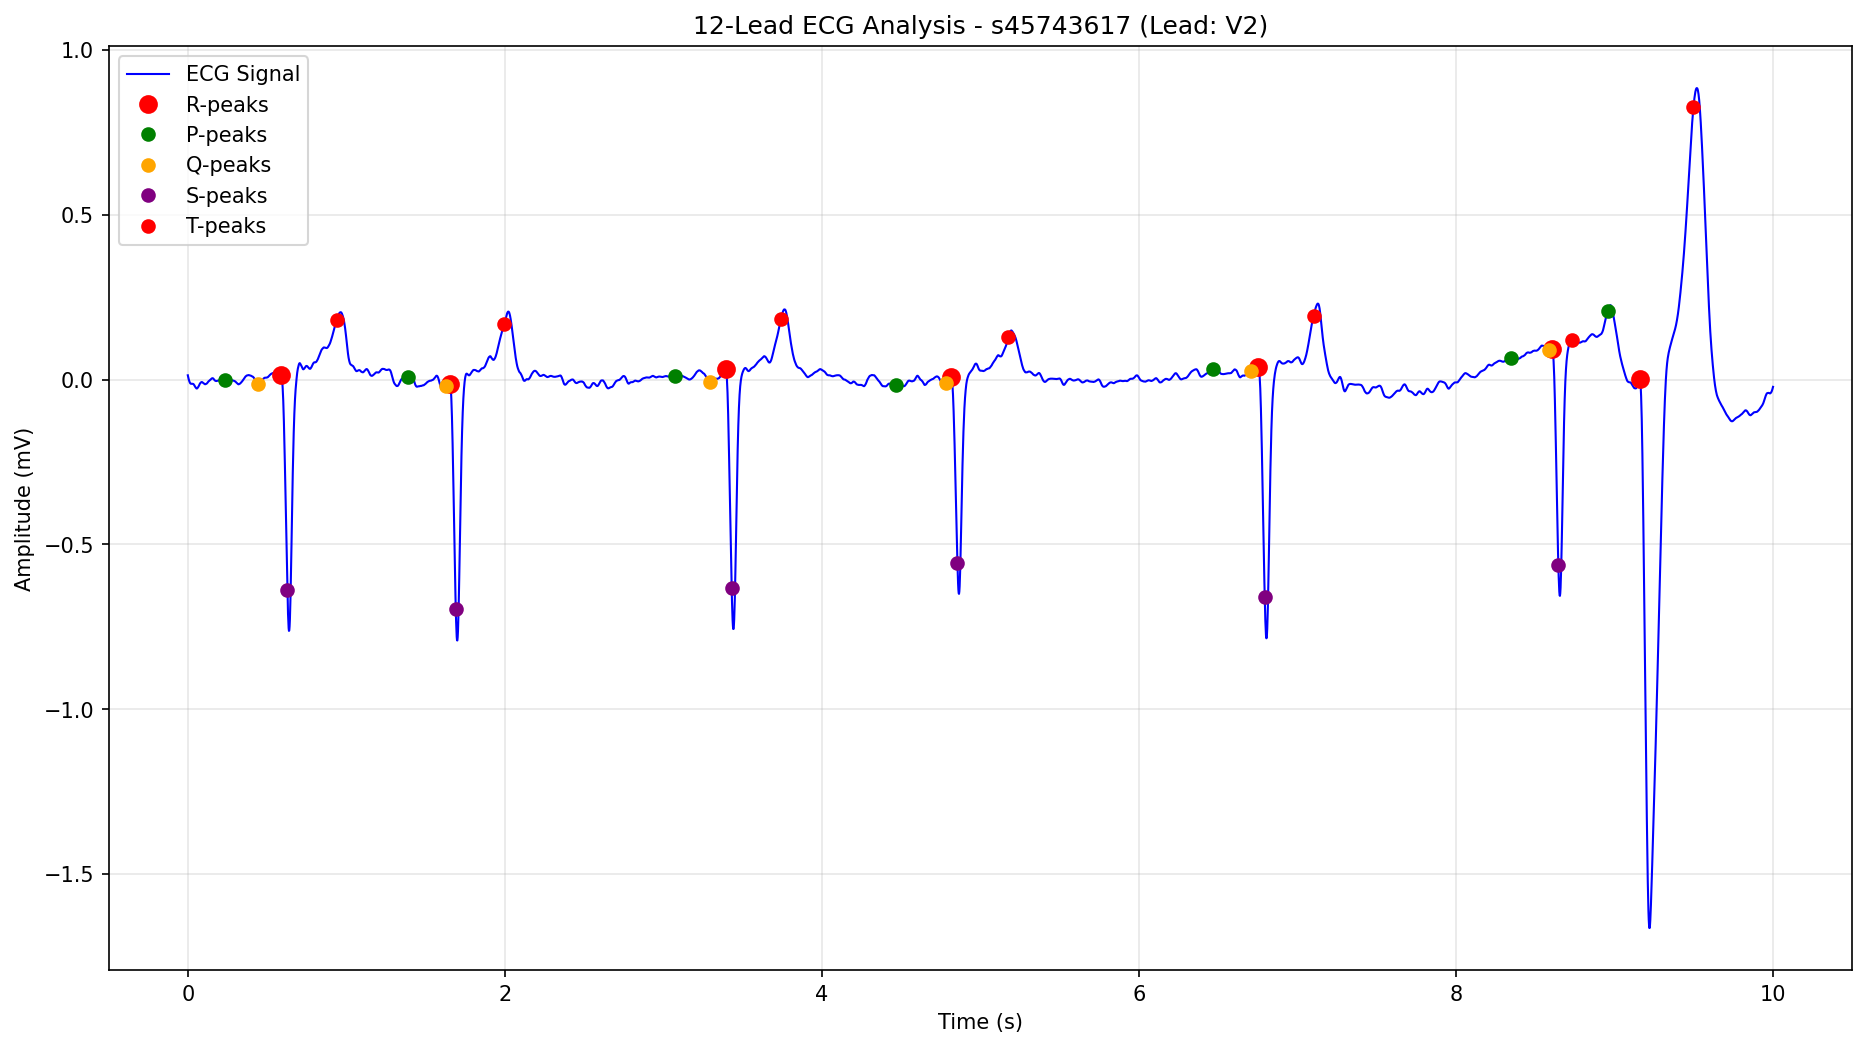 12-Lead ECG Analysis - s45743617 (Lead: V2)
ECG Signal
R-peaks
P-peaks
Q-peaks
S-peaks
T-peaks
Amplitude (mV)
1.0
0.5
0.0
−0.5
−1.0
−1.5
0 2 4 6 8 10
Time (s)